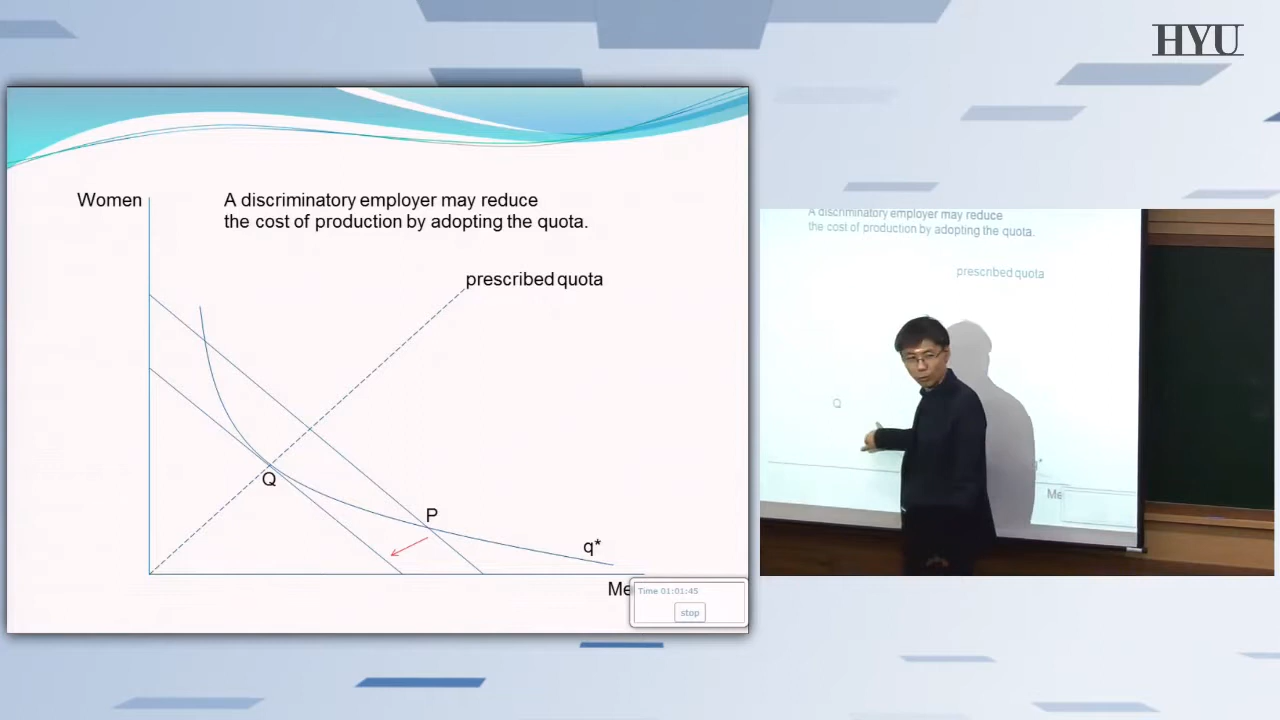 HYU
Women
A discriminatory employer may reduce
the cost of production by adopting the quota.
prescribed quota
Q
P
q*
Me
Time 01:01:45
stop
A discriminatory employer may reduce
the cost of production by adopting the quota.
prescribed quota
Q
q*
Me